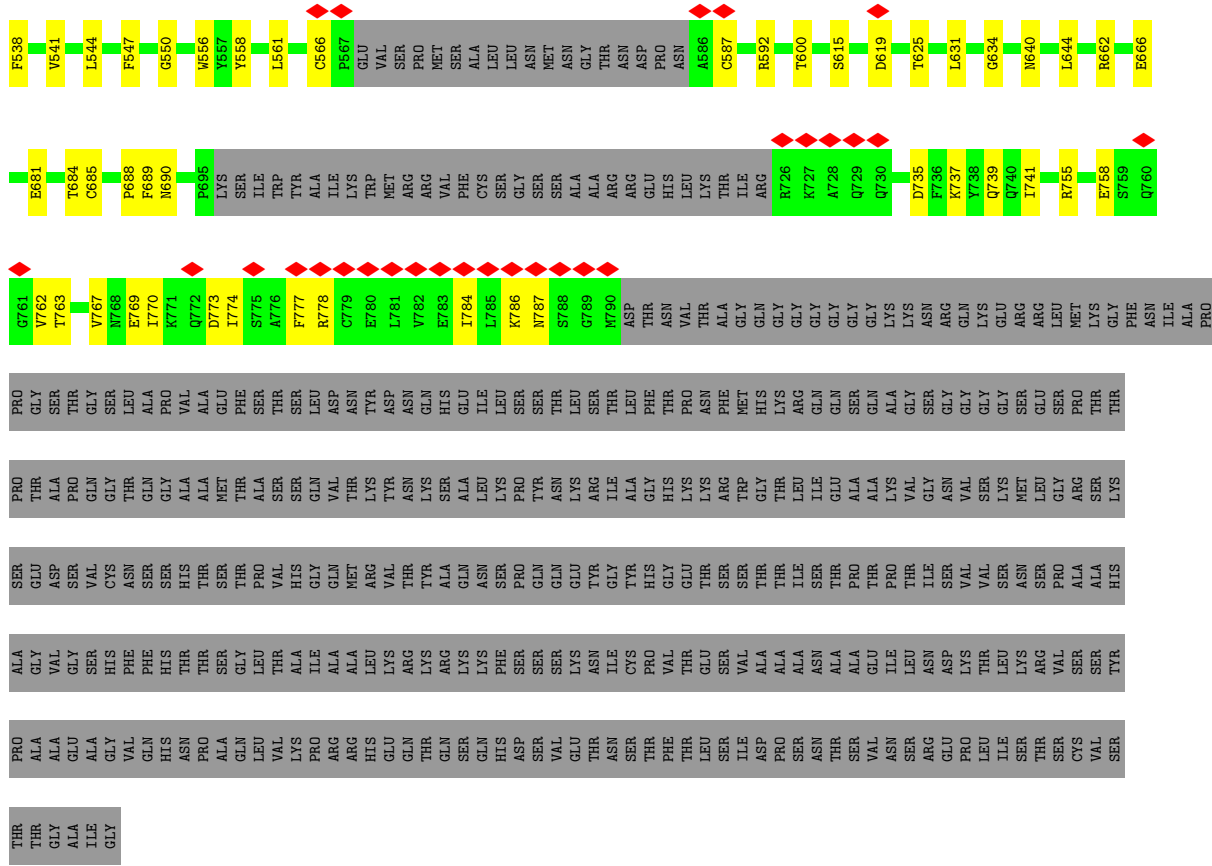 F538 V541 L544 F547 G550 W556 Y557 Y558 L561 C566 P567 GLU VAL SER PRO MET SER ALA LEU LEU ASN MET ASN GLY THR ASN ASP PRO ASN A586 C587 R592 T600 S615 D619 T625 L631 G634 N640 L644 R662 E666
E681 T684 C685 P688 F689 N690 P695 LYS SER ILE TRP TYR ALA ILE LYS TRP MET ARG ARG VAL PHE CYS SER GLY SER SER ALA ALA ARG ARG GLU HIS LEU LYS THR ILE ARG R726 K727 A728 Q729 Q730 D735 F736 K737 Y738 Q739 Q740 I741 R755 E758 S759 Q760
G761 V762 T763 V767 N768 E769 I770 K771 Q772 D773 I774 S775 A776 F777 R778 C779 E780 L781 V782 E783 I784 L785 K786 N787 S788 G789 M790 ASP THR ASN VAL THR ALA GLY GLN GLY GLY GLY GLY GLY LYS LYS ASN ARG GLN LYS GLU ARG ARG LEU MET LYS GLY PHE ASN ILE ALA PRO
PRO GLY SER THR GLY SER LEU ALA PRO VAL ALA GLU PHE SER THR SER LEU ASP ASN TYR ASP ASN GLN HIS GLU ILE LEU SER SER THR LEU SER THR LEU PHE THR PRO ASN PHE MET HIS LYS ARG GLN GLN SER GLN ALA GLY SER GLY GLY GLY GLY SER GLU SER PRO THR THR
PRO THR ALA PRO GLN GLY THR GLN GLY ALA ALA MET THR ALA SER SER GLN VAL THR LYS TYR ASN LYS SER ALA LEU LYS PRO TYR ASN LYS ARG ILE ALA GLY HIS LYS LYS ARG TRP GLY THR LEU ILE GLU ALA ALA LYS VAL GLY ASN VAL SER LYS MET LEU GLY ARG SER LYS
SER GLU ASP SER VAL CYS ASN SER SER HIS THR SER THR PRO VAL HIS GLY GLN MET ARG VAL THR TYR ALA GLN ASN SER PRO GLN GLN GLU TYR GLY TYR HIS GLY GLU THR SER SER THR THR ILE SER THR PRO THR PRO THR ILE SER VAL VAL SER ASN SER PRO ALA ALA HIS
ALA GLY VAL GLY SER HIS PHE PHE HIS THR THR SER GLY LEU THR ALA ILE ALA ALA LEU LYS ARG LYS ARG LYS LYS PHE SER SER SER LYS ASN ILE CYS PRO VAL THR GLU SER VAL ALA ALA ALA ASN ALA ALA GLU ILE LEU ASN ASP LYS THR LEU LYS ARG VAL SER SER TYR
PRO ALA ALA GLU ALA GLY VAL GLN HIS ASN PRO ALA GLN LEU VAL LYS PRO ARG ARG HIS GLU GLN THR GLN SER GLN HIS ASP SER VAL GLU THR ASN SER THR PHE THR LEU SER ILE ASP PRO SER ASN THR SER VAL ASN SER ARG GLU PRO LEU ILE SER THR SER CYS VAL SER
THR THR GLY ALA ILE GLY